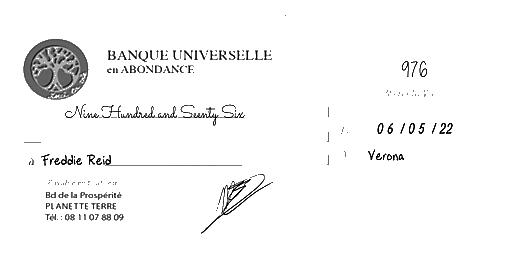 BANQUE UNIVERSELLE
en ABONDANCE
976
Nine Hundred and Seenty Six
06/05/22
à Freddie Reid
Verona
Bd de la Prospérité
PLANETTE TERRE
Tél. : 08 11 07 88 09